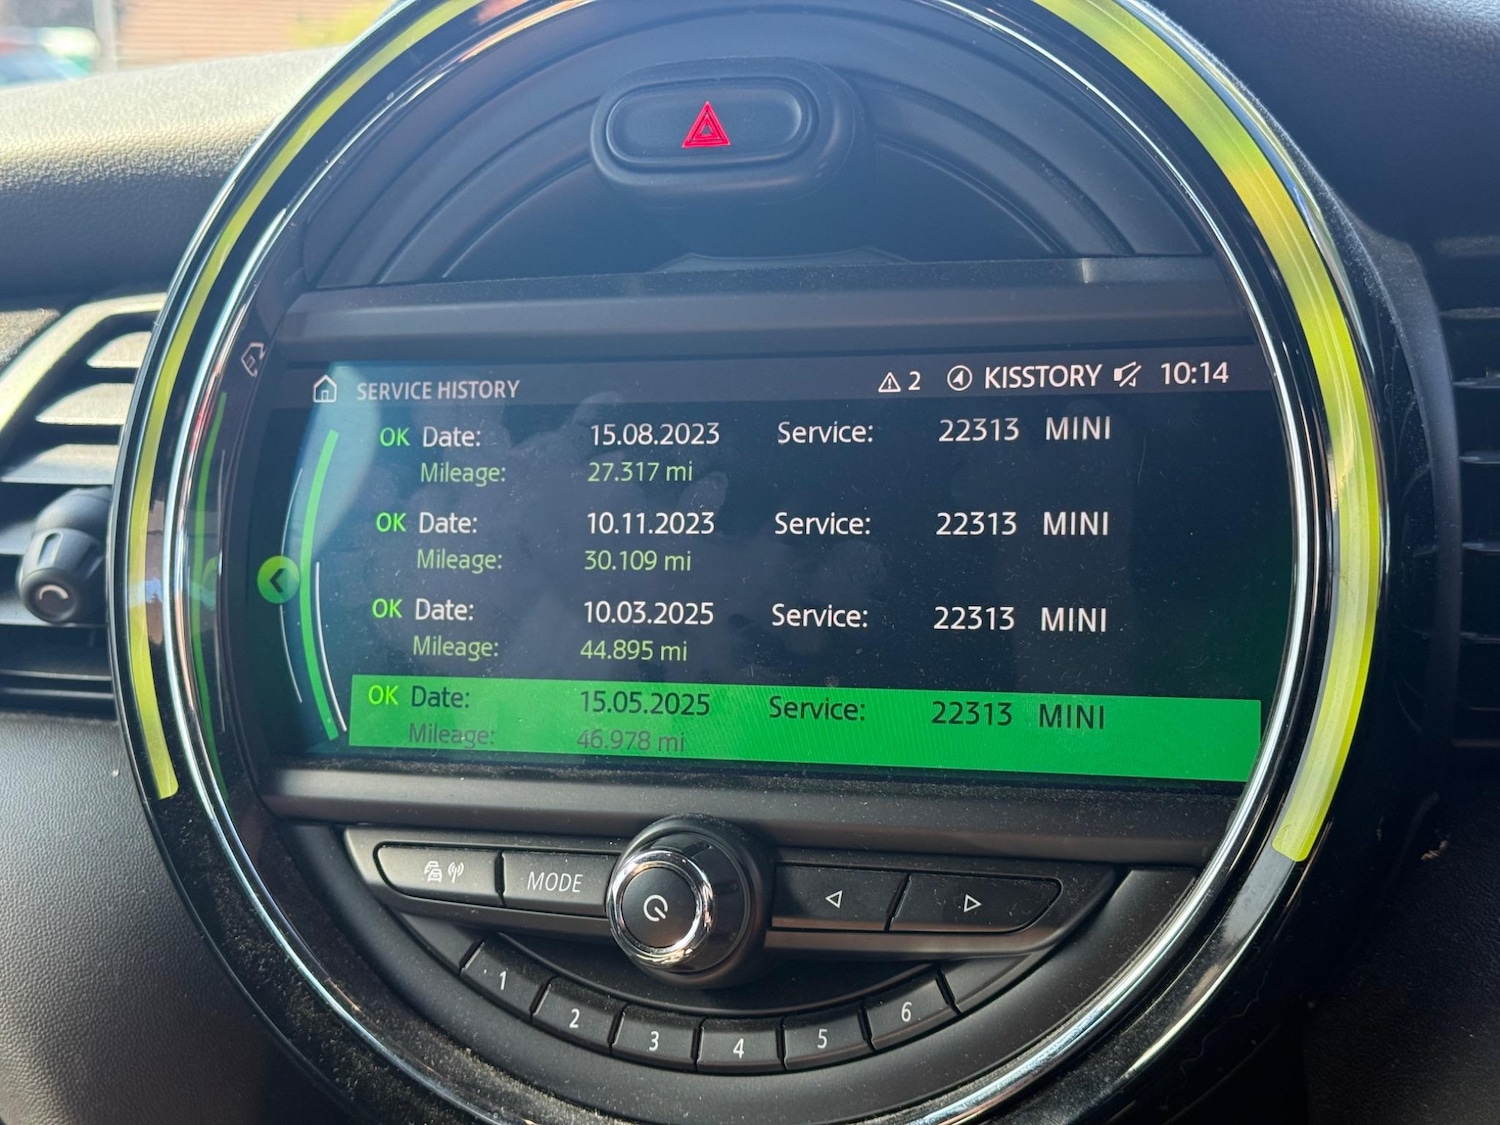 SERVICE HISTORY 2 KISSTORY 10:14
OK Date: 15.08.2023 Service: 22313 MINI
Mileage: 27.317 mi
OK Date: 10.11.2023 Service: 22313 MINI
Mileage: 30.109 mi
OK Date: 10.03.2025 Service: 22313 MINI
Mileage: 44.895 mi
OK Date: 15.05.2025 Service: 22313 MINI
Mileage: 46.978 mi
MODE
1 2 3 4 5 6